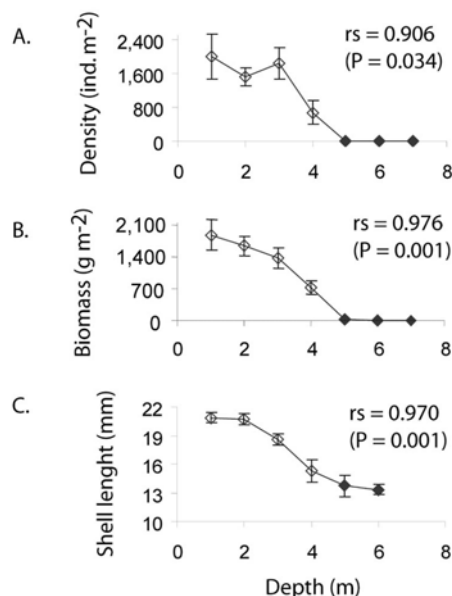 A.
Density (ind. m-2)
2,400
1,600
800
0
rs = 0.906
(P = 0.034)
0 2 4 6 8
B.
Biomass (g m-2)
2,100
1,400
700
0
rs = 0.976
(P = 0.001)
0 2 4 6 8
C.
Shell lenght (mm)
22
19
16
13
10
rs = 0.970
(P = 0.001)
0 2 4 6 8
Depth (m)